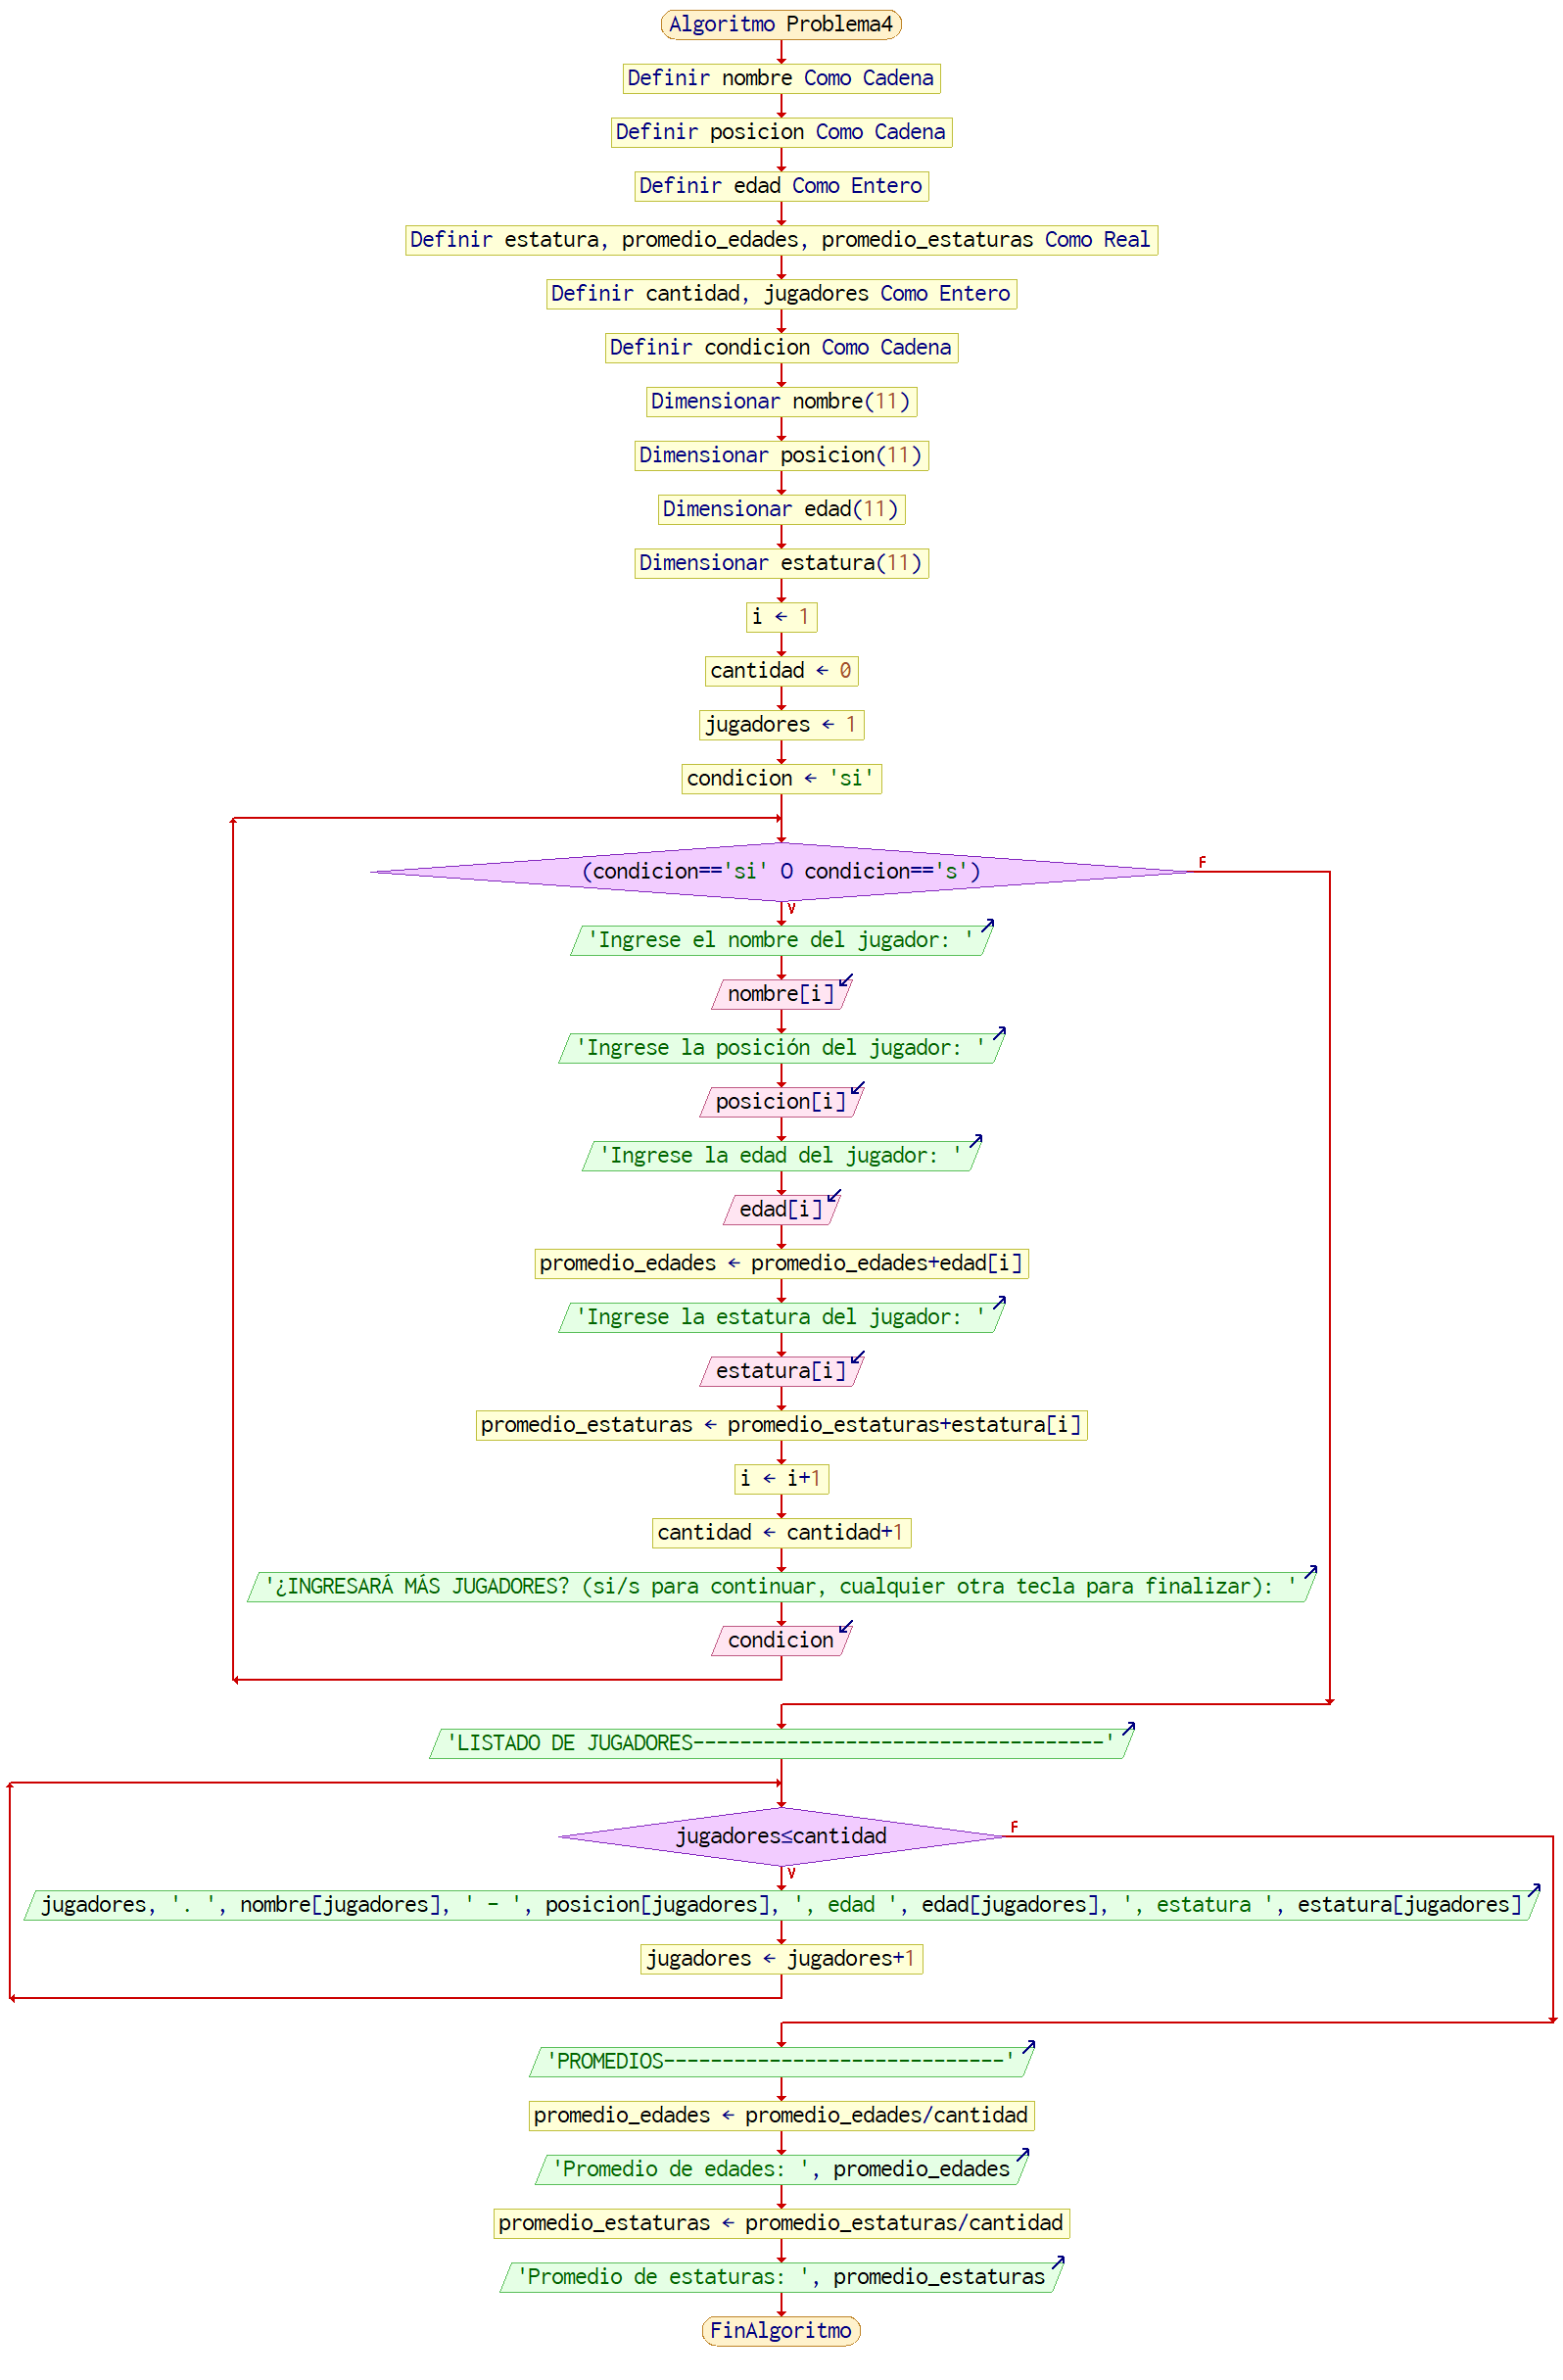 Algoritmo Problema4
Definir nombre Como Cadena
Definir posicion Como Cadena
Definir edad Como Entero
Definir estatura, promedio_edades, promedio_estaturas Como Real
Definir cantidad, jugadores Como Entero
Definir condicion Como Cadena
Dimensionar nombre(11)
Dimensionar posicion(11)
Dimensionar edad(11)
Dimensionar estatura(11)
i ← 1
cantidad ← 0
jugadores ← 1
condicion ← 'si'
(condicion=='si' O condicion=='s')
F
V
'Ingrese el nombre del jugador: '
nombre[i]
'Ingrese la posición del jugador: '
posicion[i]
'Ingrese la edad del jugador: '
edad[i]
promedio_edades ← promedio_edades+edad[i]
'Ingrese la estatura del jugador: '
estatura[i]
promedio_estaturas ← promedio_estaturas+estatura[i]
i ← i+1
cantidad ← cantidad+1
'¿INGRESARÁ MÁS JUGADORES? (si/s para continuar, cualquier otra tecla para finalizar): '
condicion
'LISTADO DE JUGADORES-----------------------------------'
jugadores≤cantidad
F
V
jugadores, '. ', nombre[jugadores], ' - ', posicion[jugadores], ', edad ', edad[jugadores], ', estatura ', estatura[jugadores]
jugadores ← jugadores+1
'PROMEDIOS-----------------------------'
promedio_edades ← promedio_edades/cantidad
'Promedio de edades: ', promedio_edades
promedio_estaturas ← promedio_estaturas/cantidad
'Promedio de estaturas: ', promedio_estaturas
FinAlgoritmo